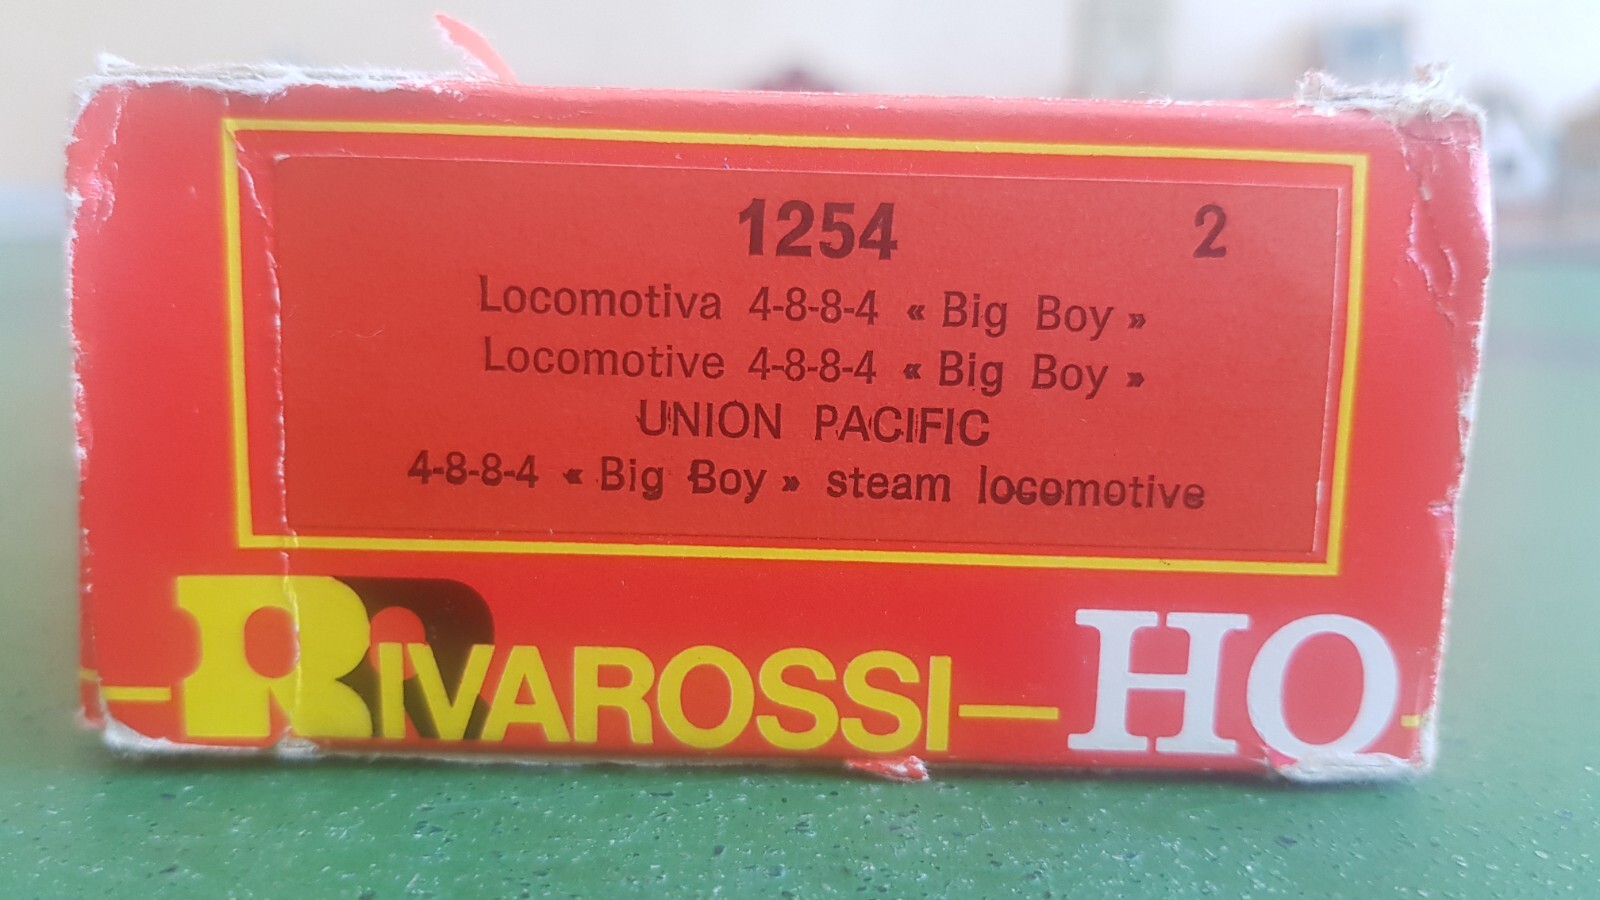 1254 2
Locomotiva 4-8-8-4 « Big Boy »
Locomotive 4-8-8-4 « Big Boy »
UNION PACIFIC
4-8-8-4 « Big Boy » steam locomotive
RIVAROSSI HO